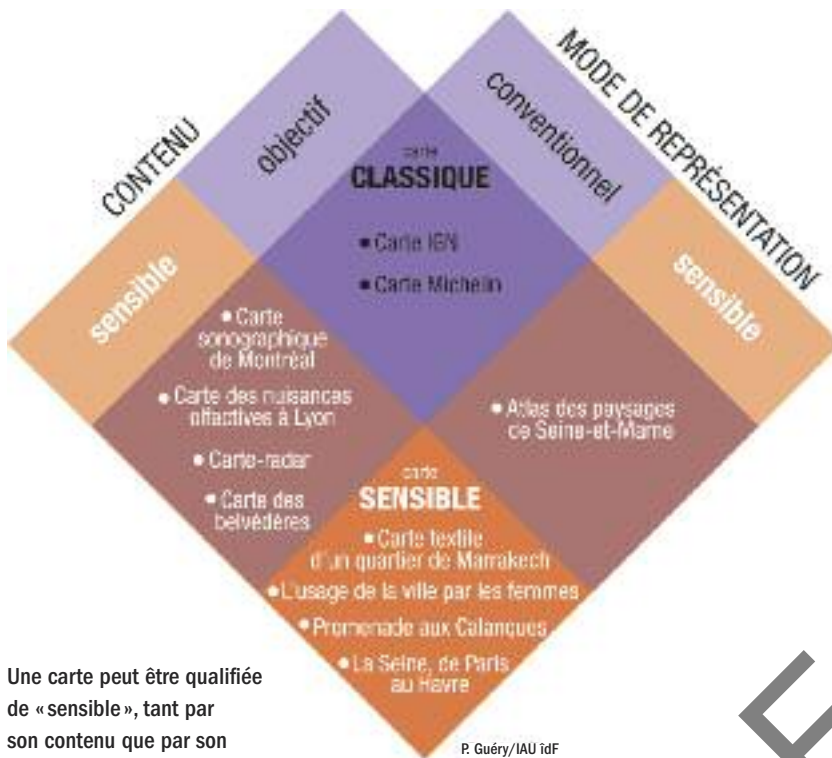 CONTENU
objectif
sensible
MODE DE REPRÉSENTATION
conventionnel
sensible
carte
CLASSIQUE
• Carte IGN
• Carte Michelin
• Carte
sonographique
de Montréal
• Carte des nuisances
olfactives à Lyon
• Carte-radar
• Carte des
belvédères
• Atlas des paysages
de Seine-et-Marne
carte
SENSIBLE
• Carte textile
d'un quartier de Marrakech
• L'usage de la ville par les femmes
• Promenade aux Calanques
• La Seine, de Paris
au Havre
Une carte peut être qualifiée
de « sensible », tant par
son contenu que par son
P. Guéry/IAU îdF